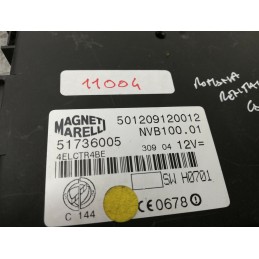 11004
MAGNETI
MARELLI
501209120012
NVB100.01
51736005
4ELCTR4BE
309 04 12V=
SW H0701
C 144
CE0678